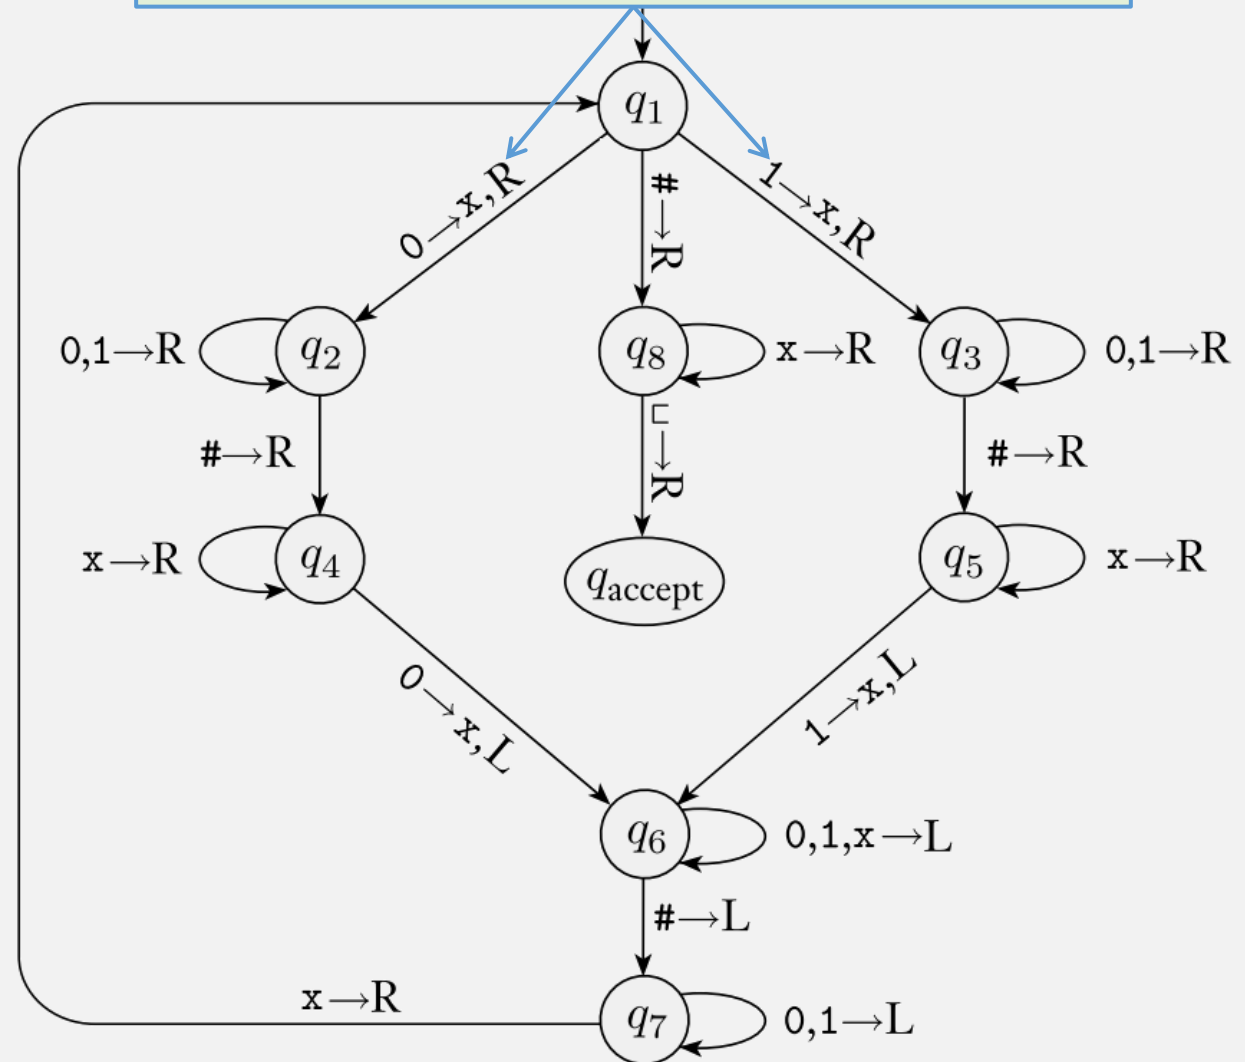 q₁
0→x,R
#→R
1→x,R
0,1→R
q₂
q₈
x→R
q₃
0,1→R
#→R
⊔→R
#→R
x→R
q₄
q_accept
q₅
x→R
0→x,L
1→x,L
q₆
0,1,x→L
#→L
x→R
q₇
0,1→L